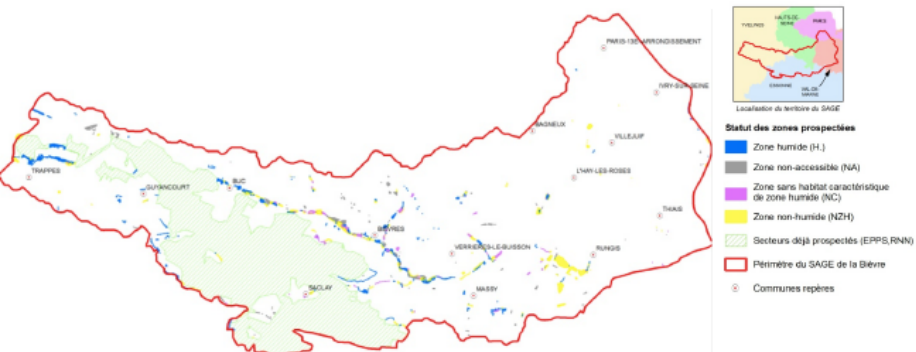 PARIS-13E-ARRONDISSEMENT
IVRY-SUR-SEINE
BAGNEUX
VILLEJUIF
TRAPPES
GUYANCOURT
BUC
L'HAY-LES-ROSES
THIAIS
BIEVRES
VERRIERES-LE-BUISSON
RUNGIS
SACLAY
MASSY
YVELINES
HAUTS-DE-SEINE
PARIS
ESSONNE
VAL-DE-MARNE
Localisation du territoire du SAGE
Statut des zones prospectées
Zone humide (H.)
Zone non-accessible (NA)
Zone sans habitat caractéristique
de zone humide (NC)
Zone non-humide (NZH)
Secteurs déjà prospectés (EPPS,RNN)
Périmètre du SAGE de la Bièvre
Communes repères